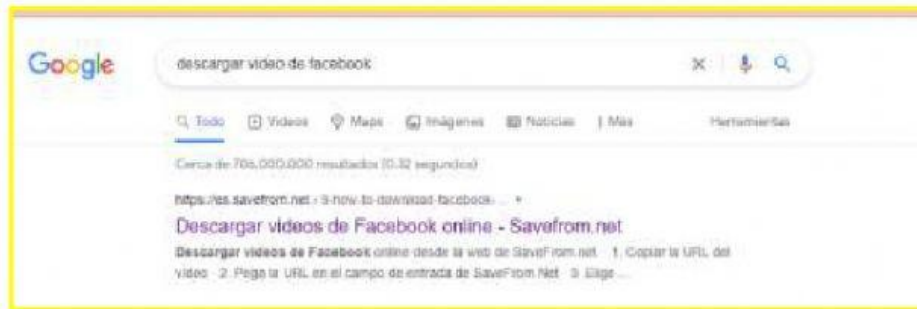 Google
descargar video de facebook
Todo Videos Maps Imágenes Noticias Más Herramientas
Cerca de 706,000,000 resultados (0.32 segundos)
https://es.savefrom.net › 9-how-to-download-facebook-...
Descargar videos de Facebook online - Savefrom.net
Descargar videos de Facebook online desde la web de SaveFrom.net 1. Copiar la URL del
video · 2. Pega la URL en el campo de entrada de SaveFrom.Net · 3. Elige ...